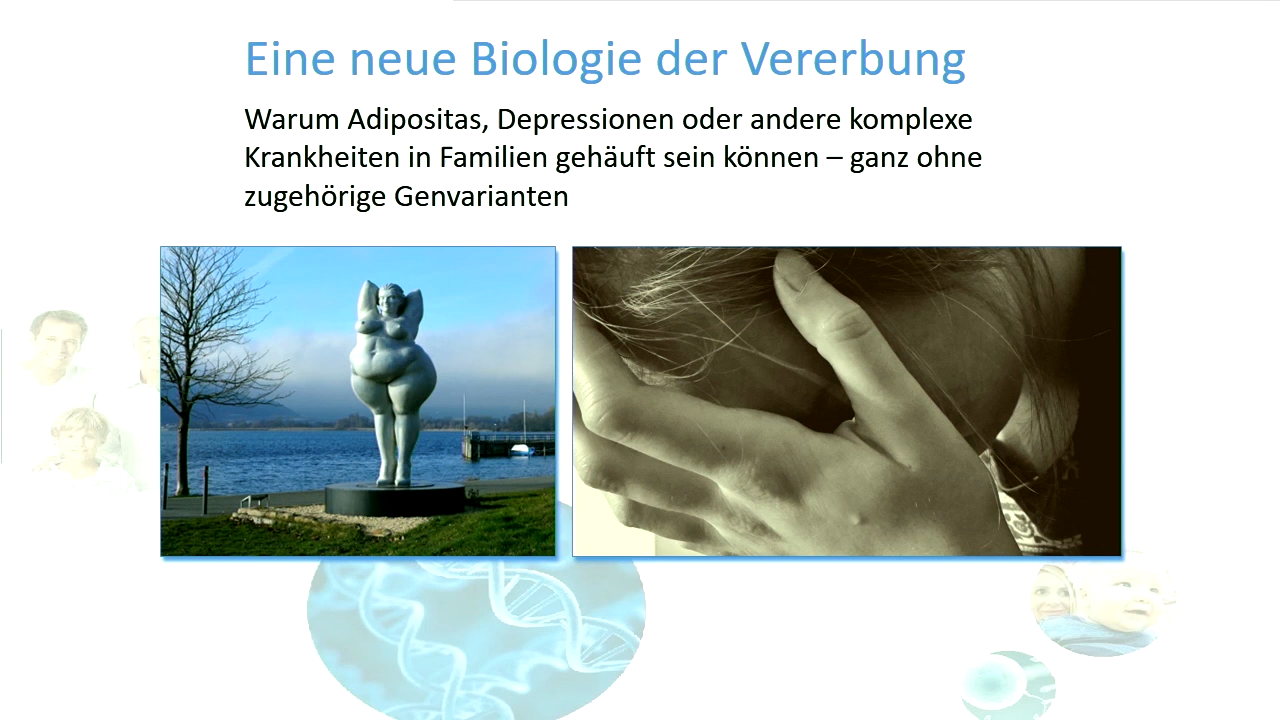 Eine neue Biologie der Vererbung
Warum Adipositas, Depressionen oder andere komplexe
Krankheiten in Familien gehäuft sein können – ganz ohne
zugehörige Genvarianten